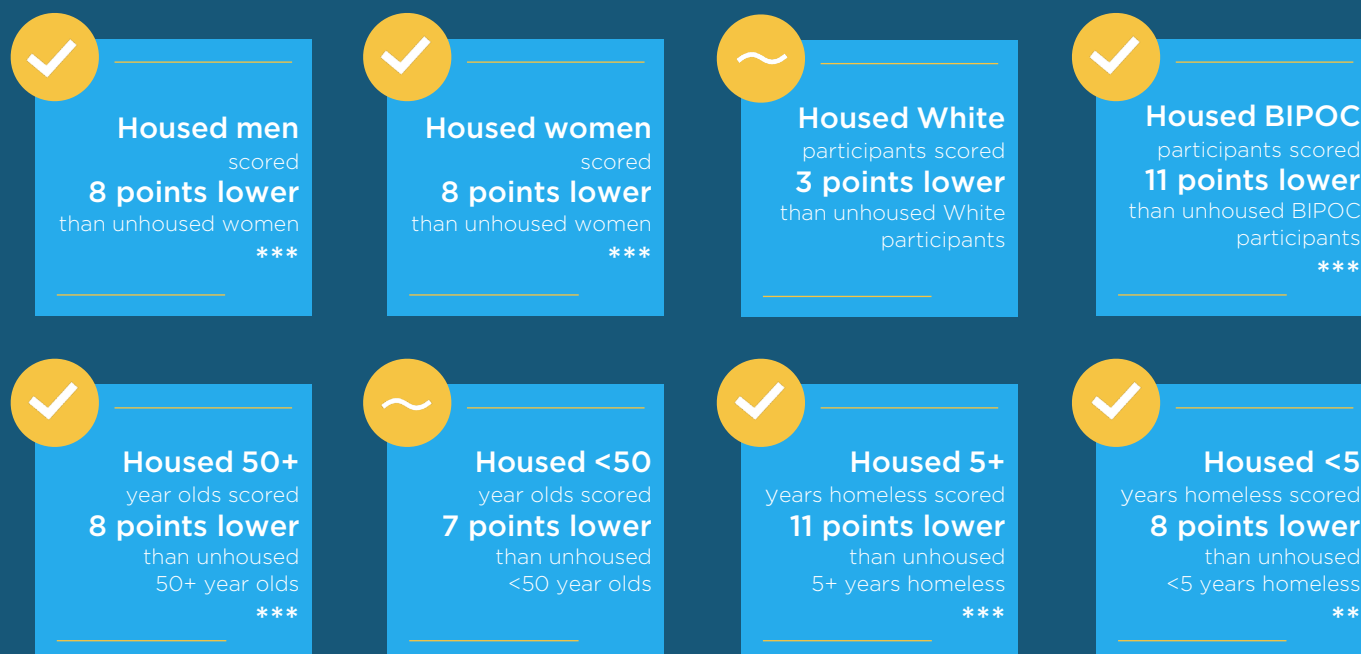 Housed men
scored
8 points lower
than unhoused women
***
Housed women
scored
8 points lower
than unhoused women
***
Housed White
participants scored
3 points lower
than unhoused White
participants
Housed BIPOC
participants scored
11 points lower
than unhoused BIPOC
participants
***
Housed 50+
year olds scored
8 points lower
than unhoused
50+ year olds
***
Housed <50
year olds scored
7 points lower
than unhoused
<50 year olds
Housed 5+
years homeless scored
11 points lower
than unhoused
5+ years homeless
***
Housed <5
years homeless scored
8 points lower
than unhoused
<5 years homeless
**